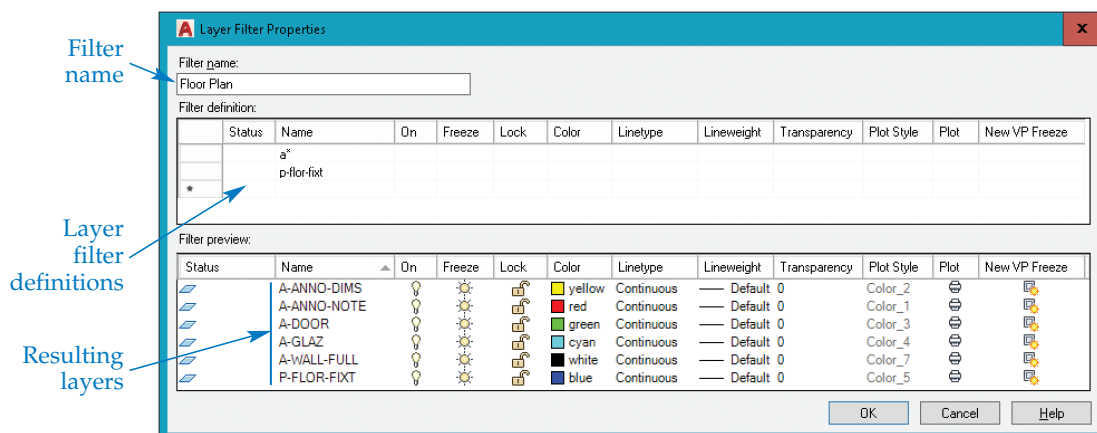 Layer Filter Properties
x
Filter
name
Filter name:
Floor Plan
Filter definition:
Status Name On Freeze Lock Color Linetype Lineweight Transparency Plot Style Plot New VP Freeze
a*
p-flor-fixt
*
Layer
filter
definitions
Filter preview:
Status Name On Freeze Lock Color Linetype Lineweight Transparency Plot Style Plot New VP Freeze
A-ANNO-DIMS yellow Continuous Default 0 Color_2
A-ANNO-NOTE red Continuous Default 0 Color_1
A-DOOR green Continuous Default 0 Color_3
A-GLAZ cyan Continuous Default 0 Color_4
A-WALL-FULL white Continuous Default 0 Color_7
P-FLOR-FIXT blue Continuous Default 0 Color_5
Resulting
layers
OK Cancel Help